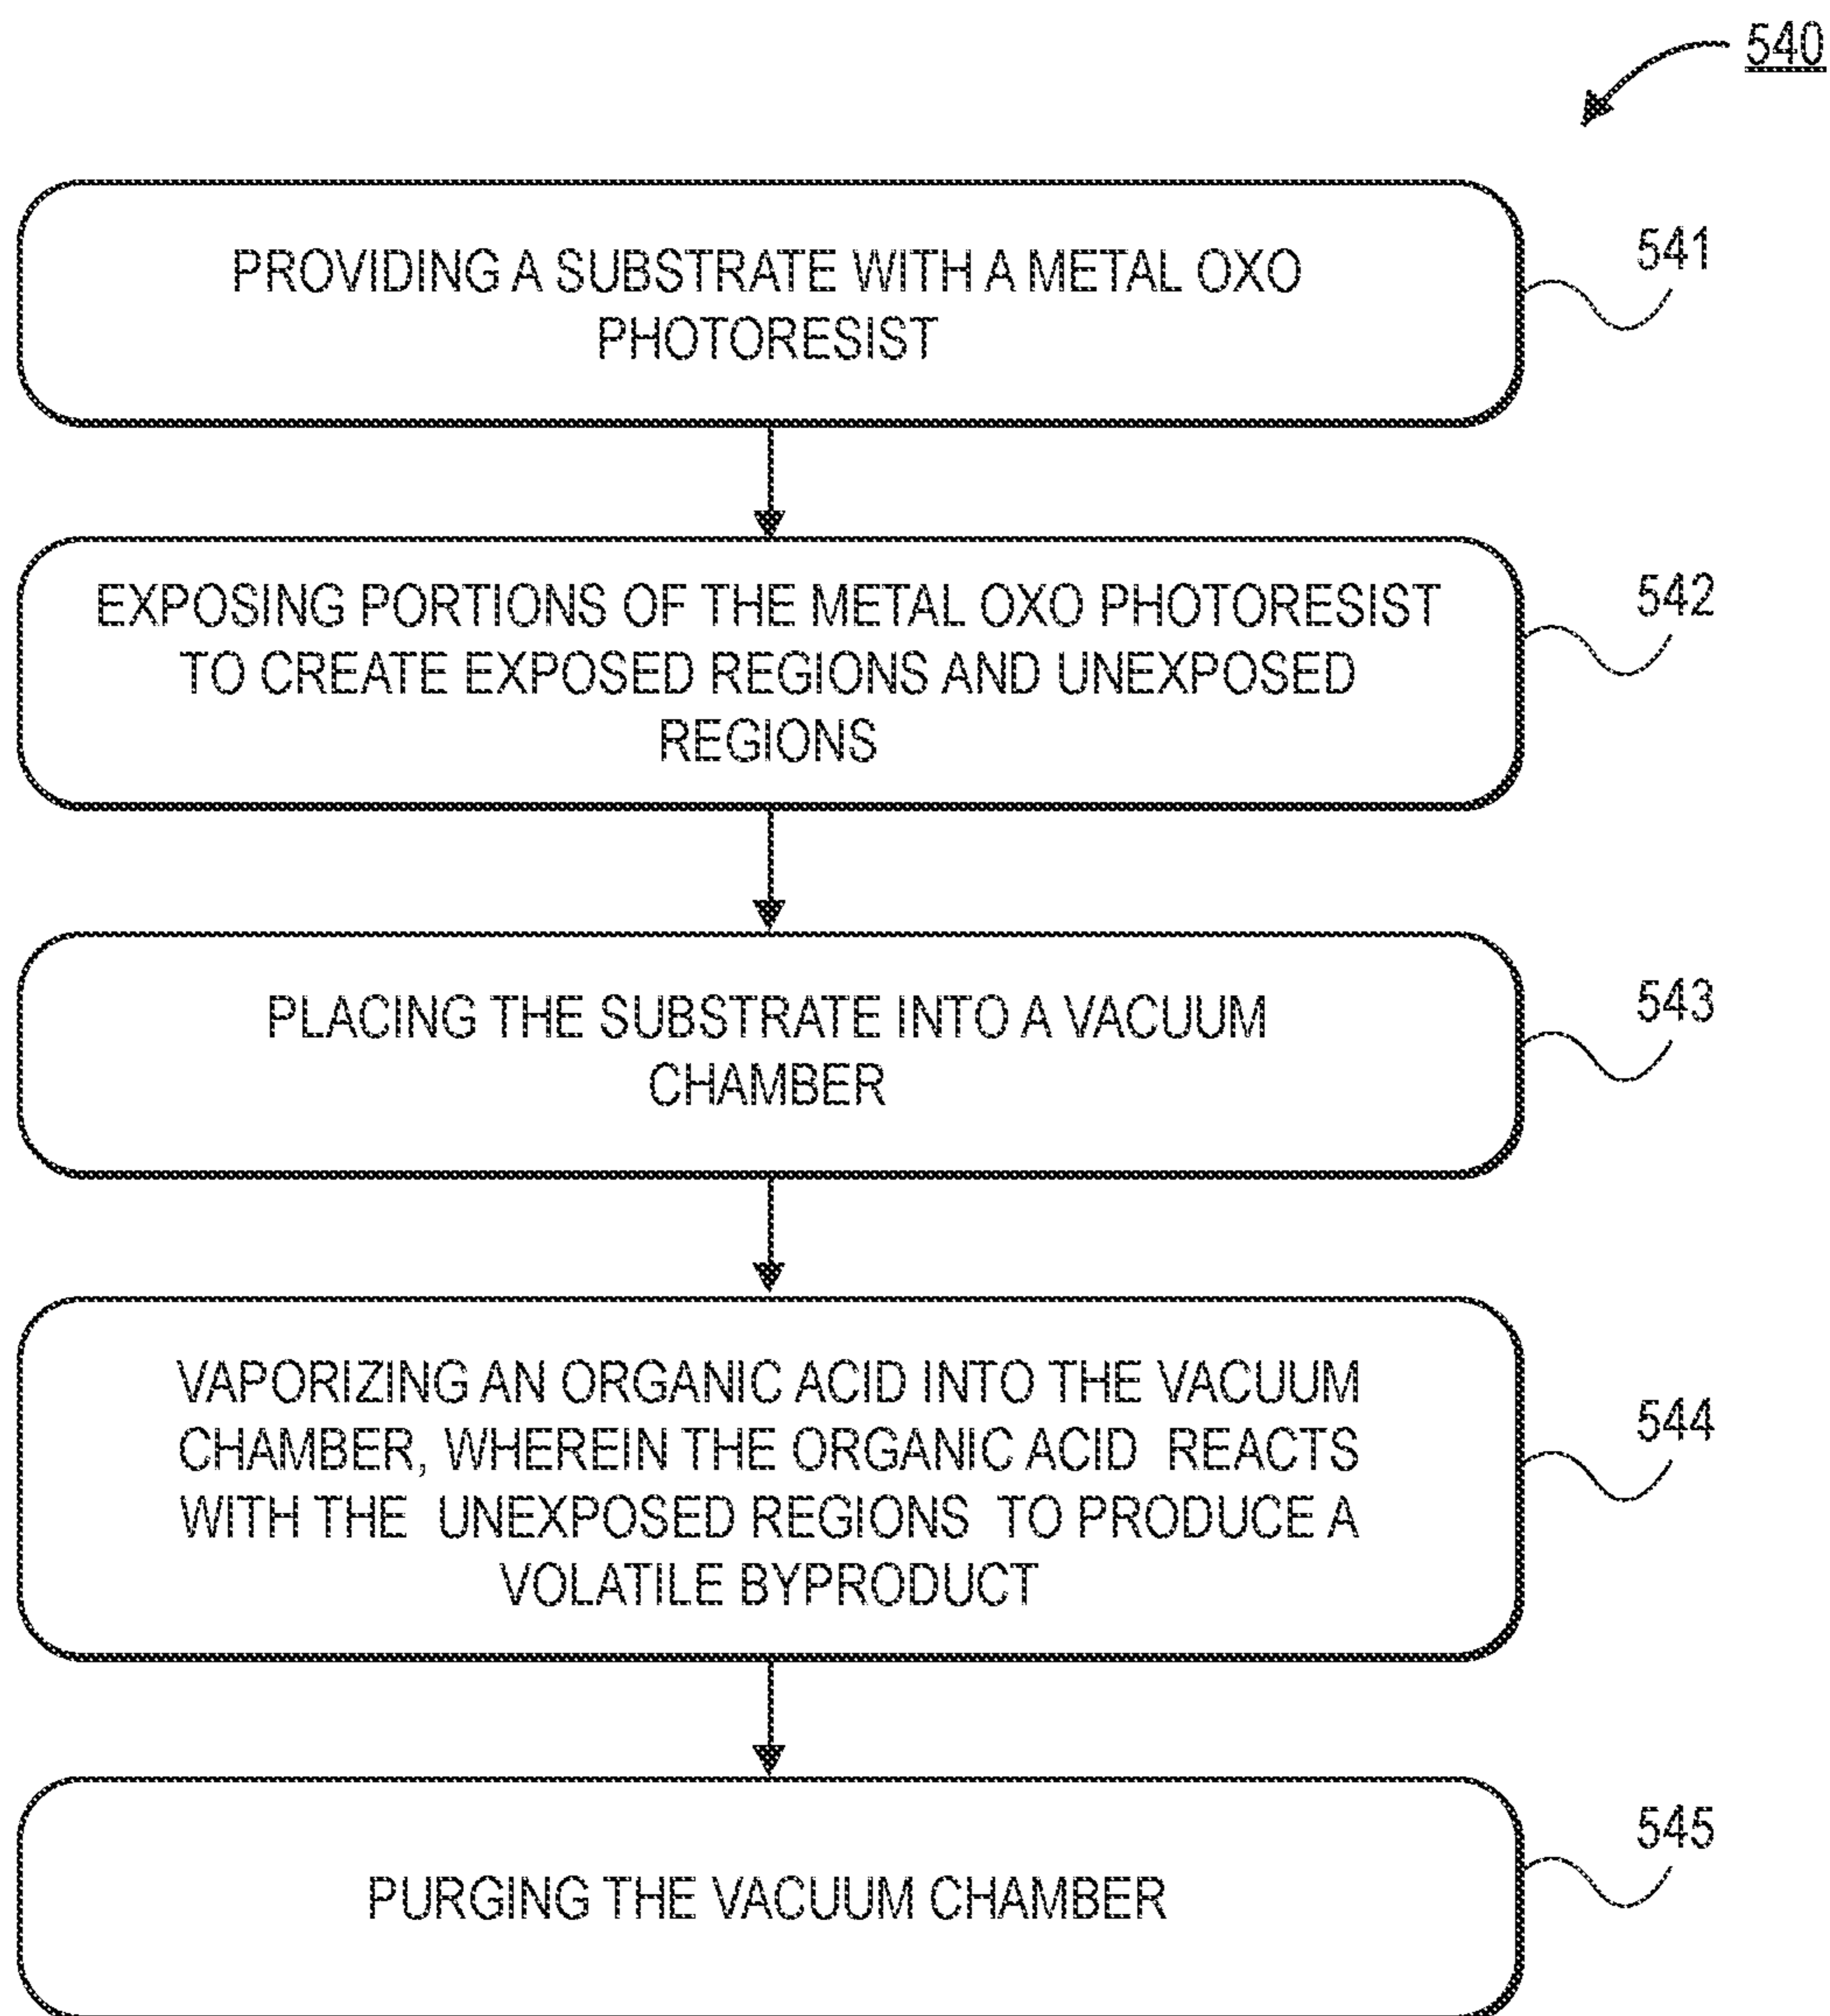 540
PROVIDING A SUBSTRATE WITH A METAL OXO
PHOTORESIST
541
EXPOSING PORTIONS OF THE METAL OXO PHOTORESIST
TO CREATE EXPOSED REGIONS AND UNEXPOSED
REGIONS
542
PLACING THE SUBSTRATE INTO A VACUUM
CHAMBER
543
VAPORIZING AN ORGANIC ACID INTO THE VACUUM
CHAMBER, WHEREIN THE ORGANIC ACID REACTS
WITH THE UNEXPOSED REGIONS TO PRODUCE A
VOLATILE BYPRODUCT
544
PURGING THE VACUUM CHAMBER
545